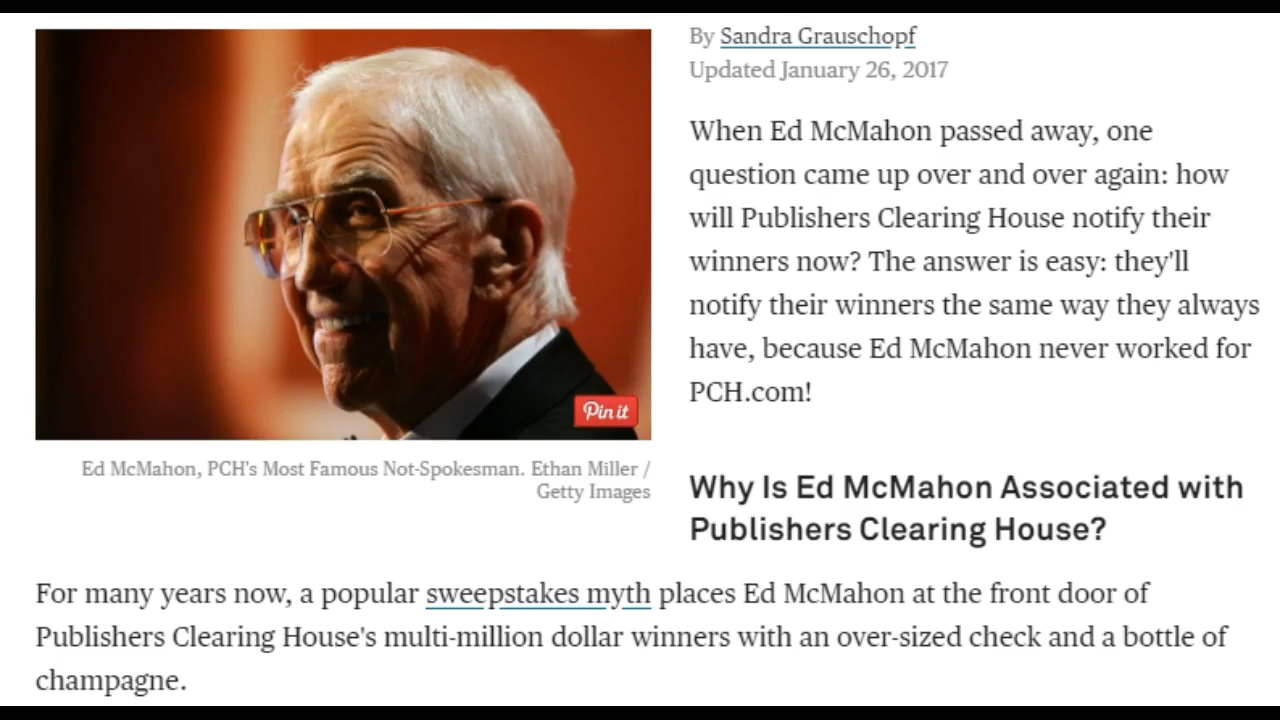 By Sandra Grauschopf
Updated January 26, 2017
When Ed McMahon passed away, one
question came up over and over again: how
will Publishers Clearing House notify their
winners now? The answer is easy: they'll
notify their winners the same way they always
have, because Ed McMahon never worked for
PCH.com!
Pin it
Ed McMahon, PCH's Most Famous Not-Spokesman. Ethan Miller /
Getty Images
Why Is Ed McMahon Associated with
Publishers Clearing House?
For many years now, a popular sweepstakes myth places Ed McMahon at the front door of
Publishers Clearing House's multi-million dollar winners with an over-sized check and a bottle of
champagne.